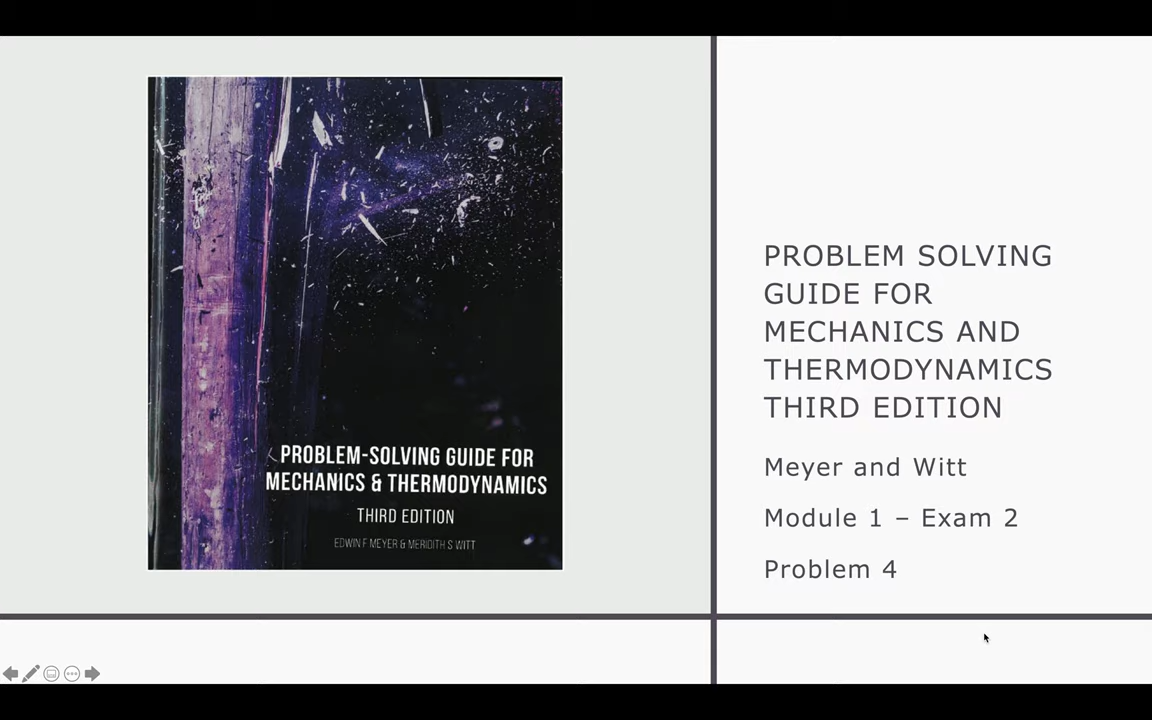 PROBLEM-SOLVING GUIDE FOR
MECHANICS & THERMODYNAMICS
THIRD EDITION
EDWIN F MEYER & MERIDITH S WITT
PROBLEM SOLVING
GUIDE FOR
MECHANICS AND
THERMODYNAMICS
THIRD EDITION
Meyer and Witt
Module 1 – Exam 2
Problem 4